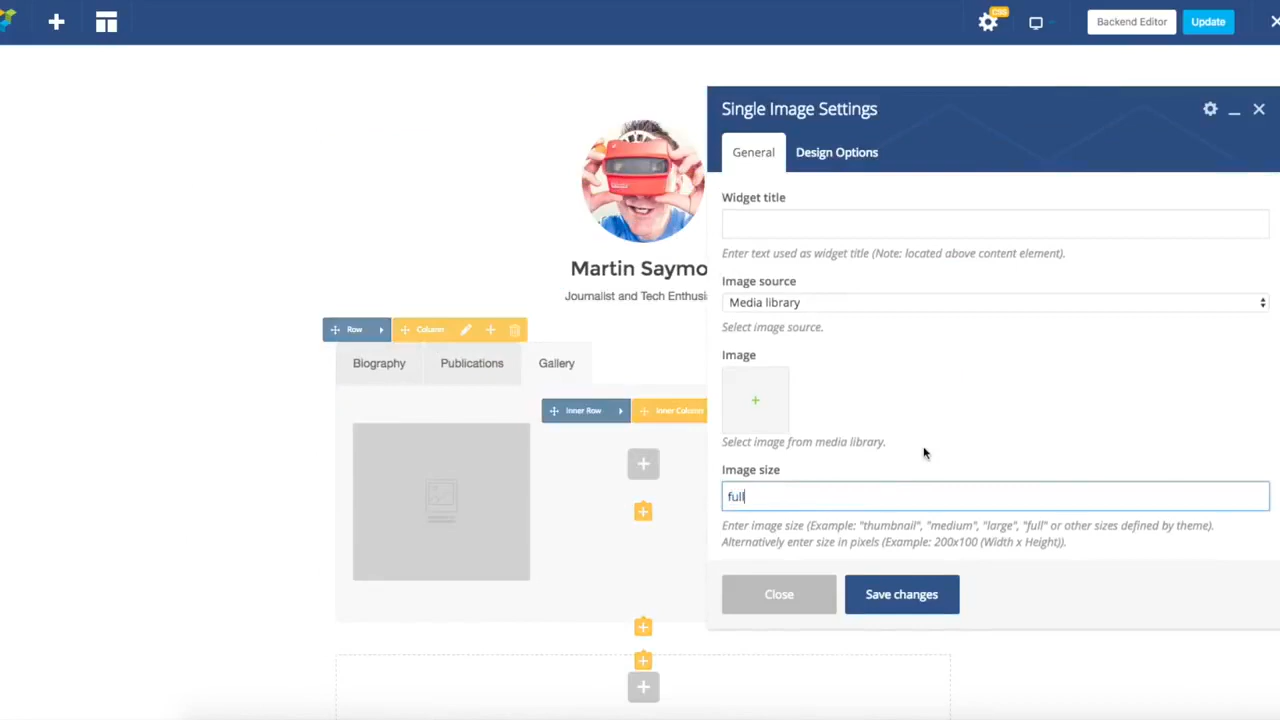 CSS
Backend Editor
Update
Single Image Settings
General
Design Options
Widget title
Enter text used as widget title (Note: located above content element).
Image source
Media library
Select image source.
Image
Select image from media library.
Image size
full
Enter image size (Example: "thumbnail", "medium", "large", "full" or other sizes defined by theme).
Alternatively enter size in pixels (Example: 200x100 (Width x Height)).
Close
Save changes
Martin Saymo
Journalist and Tech Enthusi
Row
Column
Biography
Publications
Gallery
Inner Row
Inner Column